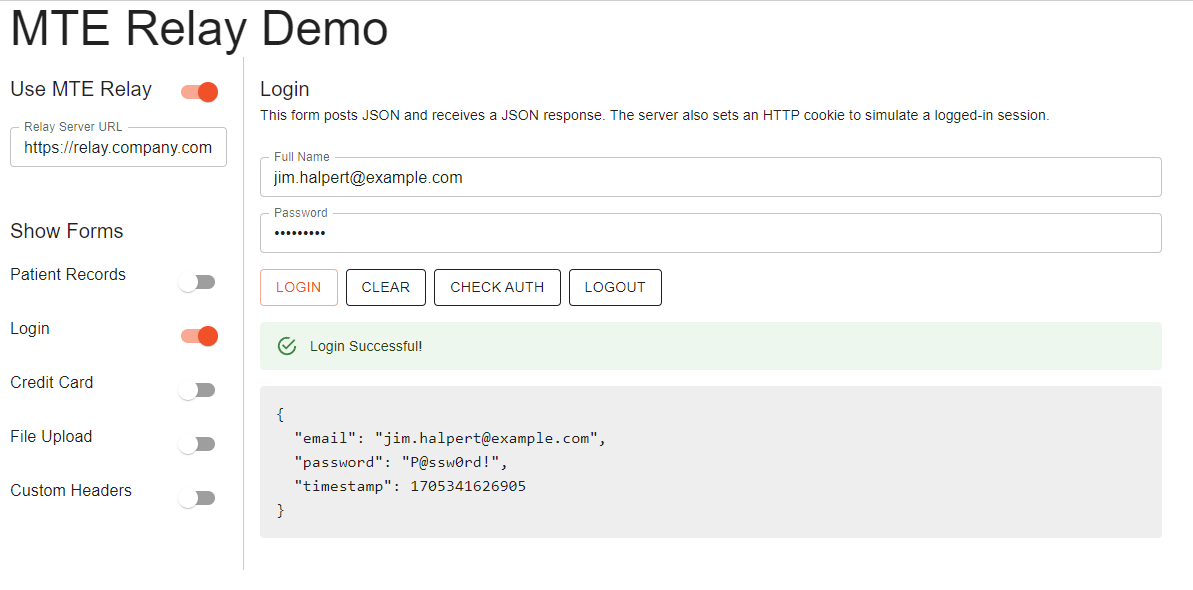 MTE Relay Demo
Use MTE Relay
Relay Server URL
https://relay.company.com
Show Forms
Patient Records
Login
Credit Card
File Upload
Custom Headers
Login
This form posts JSON and receives a JSON response. The server also sets an HTTP cookie to simulate a logged-in session.
Full Name
jim.halpert@example.com
Password
•••••••••
LOGIN CLEAR CHECK AUTH LOGOUT
Login Successful!
{
"email": "jim.halpert@example.com",
"password": "P@ssw0rd!",
"timestamp": 1705341626905
}